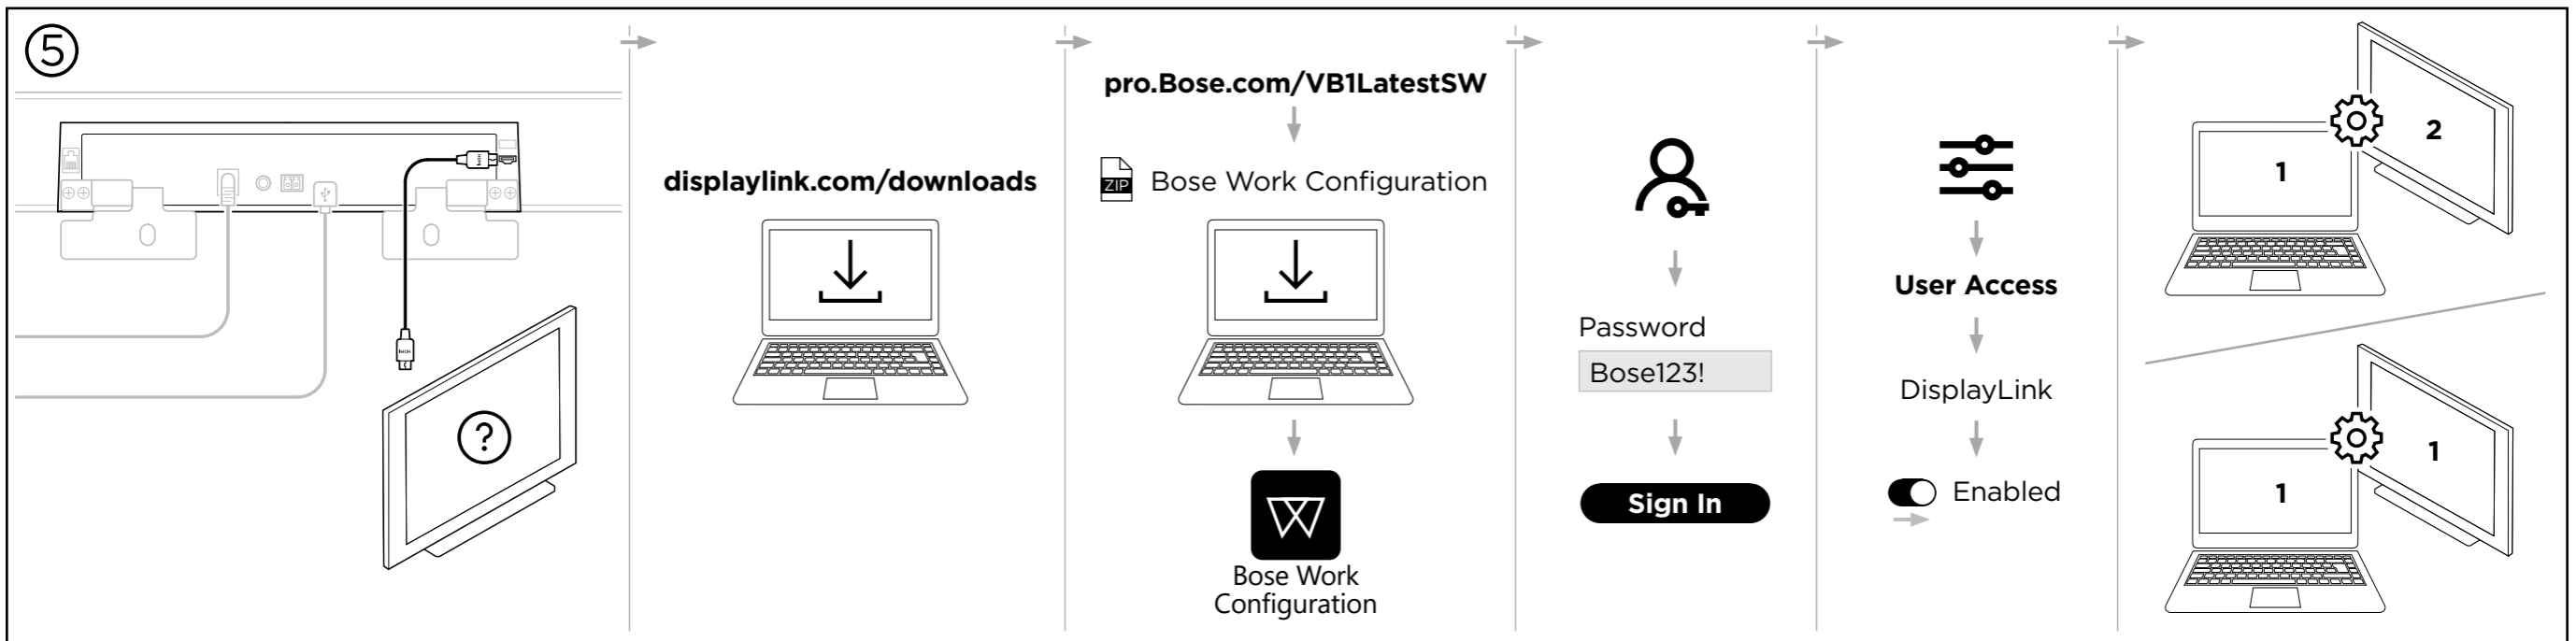 5
?
displaylink.com/downloads
pro.Bose.com/VB1LatestSW
ZIP
Bose Work Configuration
Bose Work
Configuration
Password
Bose123!
Sign In
User Access
DisplayLink
Enabled
1
2
1
1